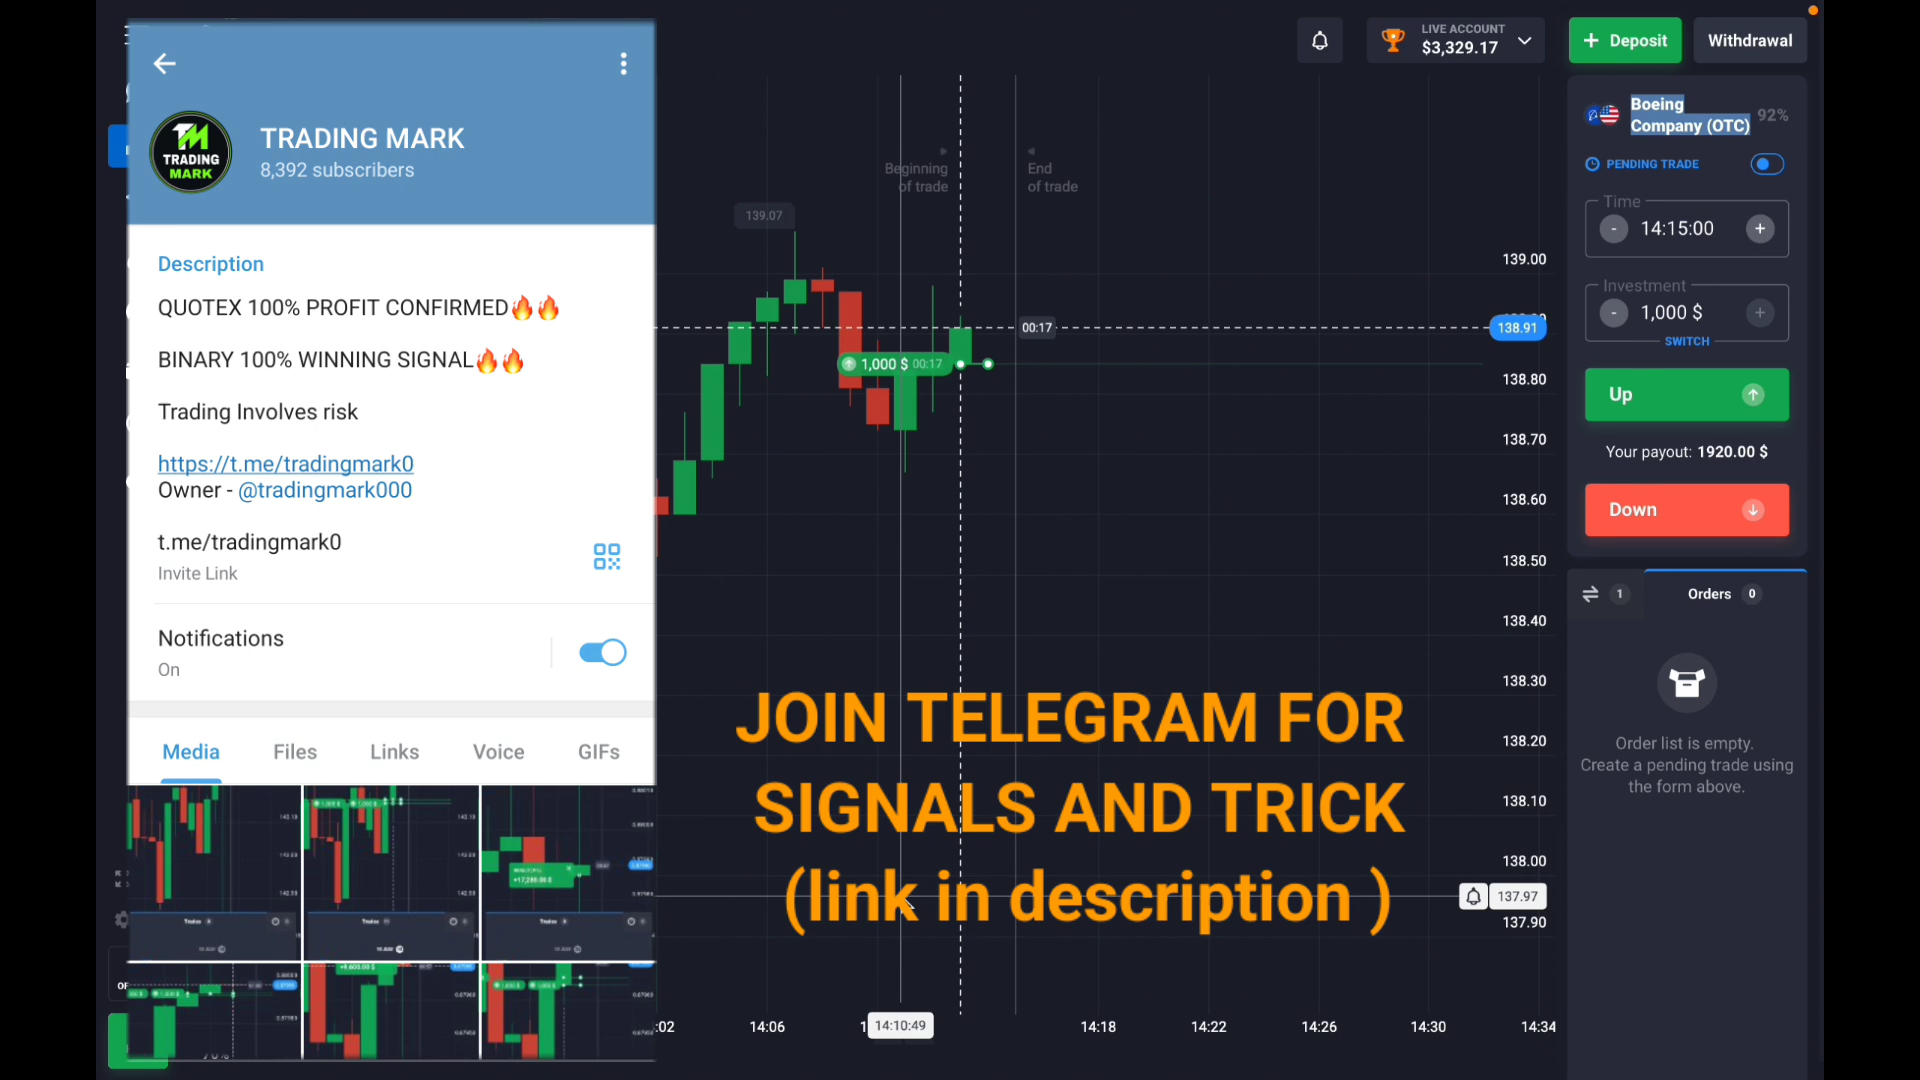 TRADING MARK
8,392 subscribers
TM
TRADING
MARK
Description
QUOTEX 100% PROFIT CONFIRMED🔥🔥
BINARY 100% WINNING SIGNAL🔥🔥
Trading Involves risk
https://t.me/tradingmark0
Owner - @tradingmark000
t.me/tradingmark0
Invite Link
Notifications
On
Media Files Links Voice GIFs
LIVE ACCOUNT
$3,329.17
+ Deposit
Withdrawal
Beginning
of trade
End
of trade
139.07
1,000 $ 00:17
00:17
138.91
139.00
138.80
138.70
138.60
138.50
138.40
138.30
138.20
138.10
138.00
137.97
137.90
JOIN TELEGRAM FOR
SIGNALS AND TRICK
(link in description )
:02 14:06 14:10:49 14:18 14:22 14:26 14:30 14:34
Boeing
Company (OTC) 92%
PENDING TRADE
Time
- 14:15:00 +
Investment
- 1,000 $ +
SWITCH
Up
Your payout: 1920.00 $
Down
1 Orders 0
Order list is empty.
Create a pending trade using
the form above.